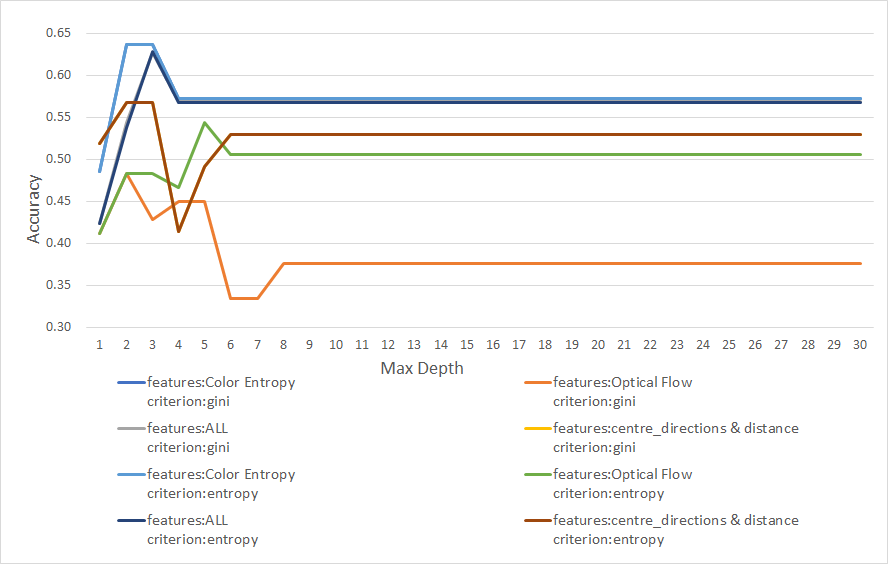 0.65
0.60
0.55
0.50
0.45
0.40
0.35
0.30
Accuracy
1 2 3 4 5 6 7 8 9 10 11 12 13 14 15 16 17 18 19 20 21 22 23 24 25 26 27 28 29 30
Max Depth
features:Color Entropy
criterion:gini
features:Optical Flow
criterion:gini
features:ALL
criterion:gini
features:centre_directions & distance
criterion:gini
features:Color Entropy
criterion:entropy
features:Optical Flow
criterion:entropy
features:ALL
criterion:entropy
features:centre_directions & distance
criterion:entropy